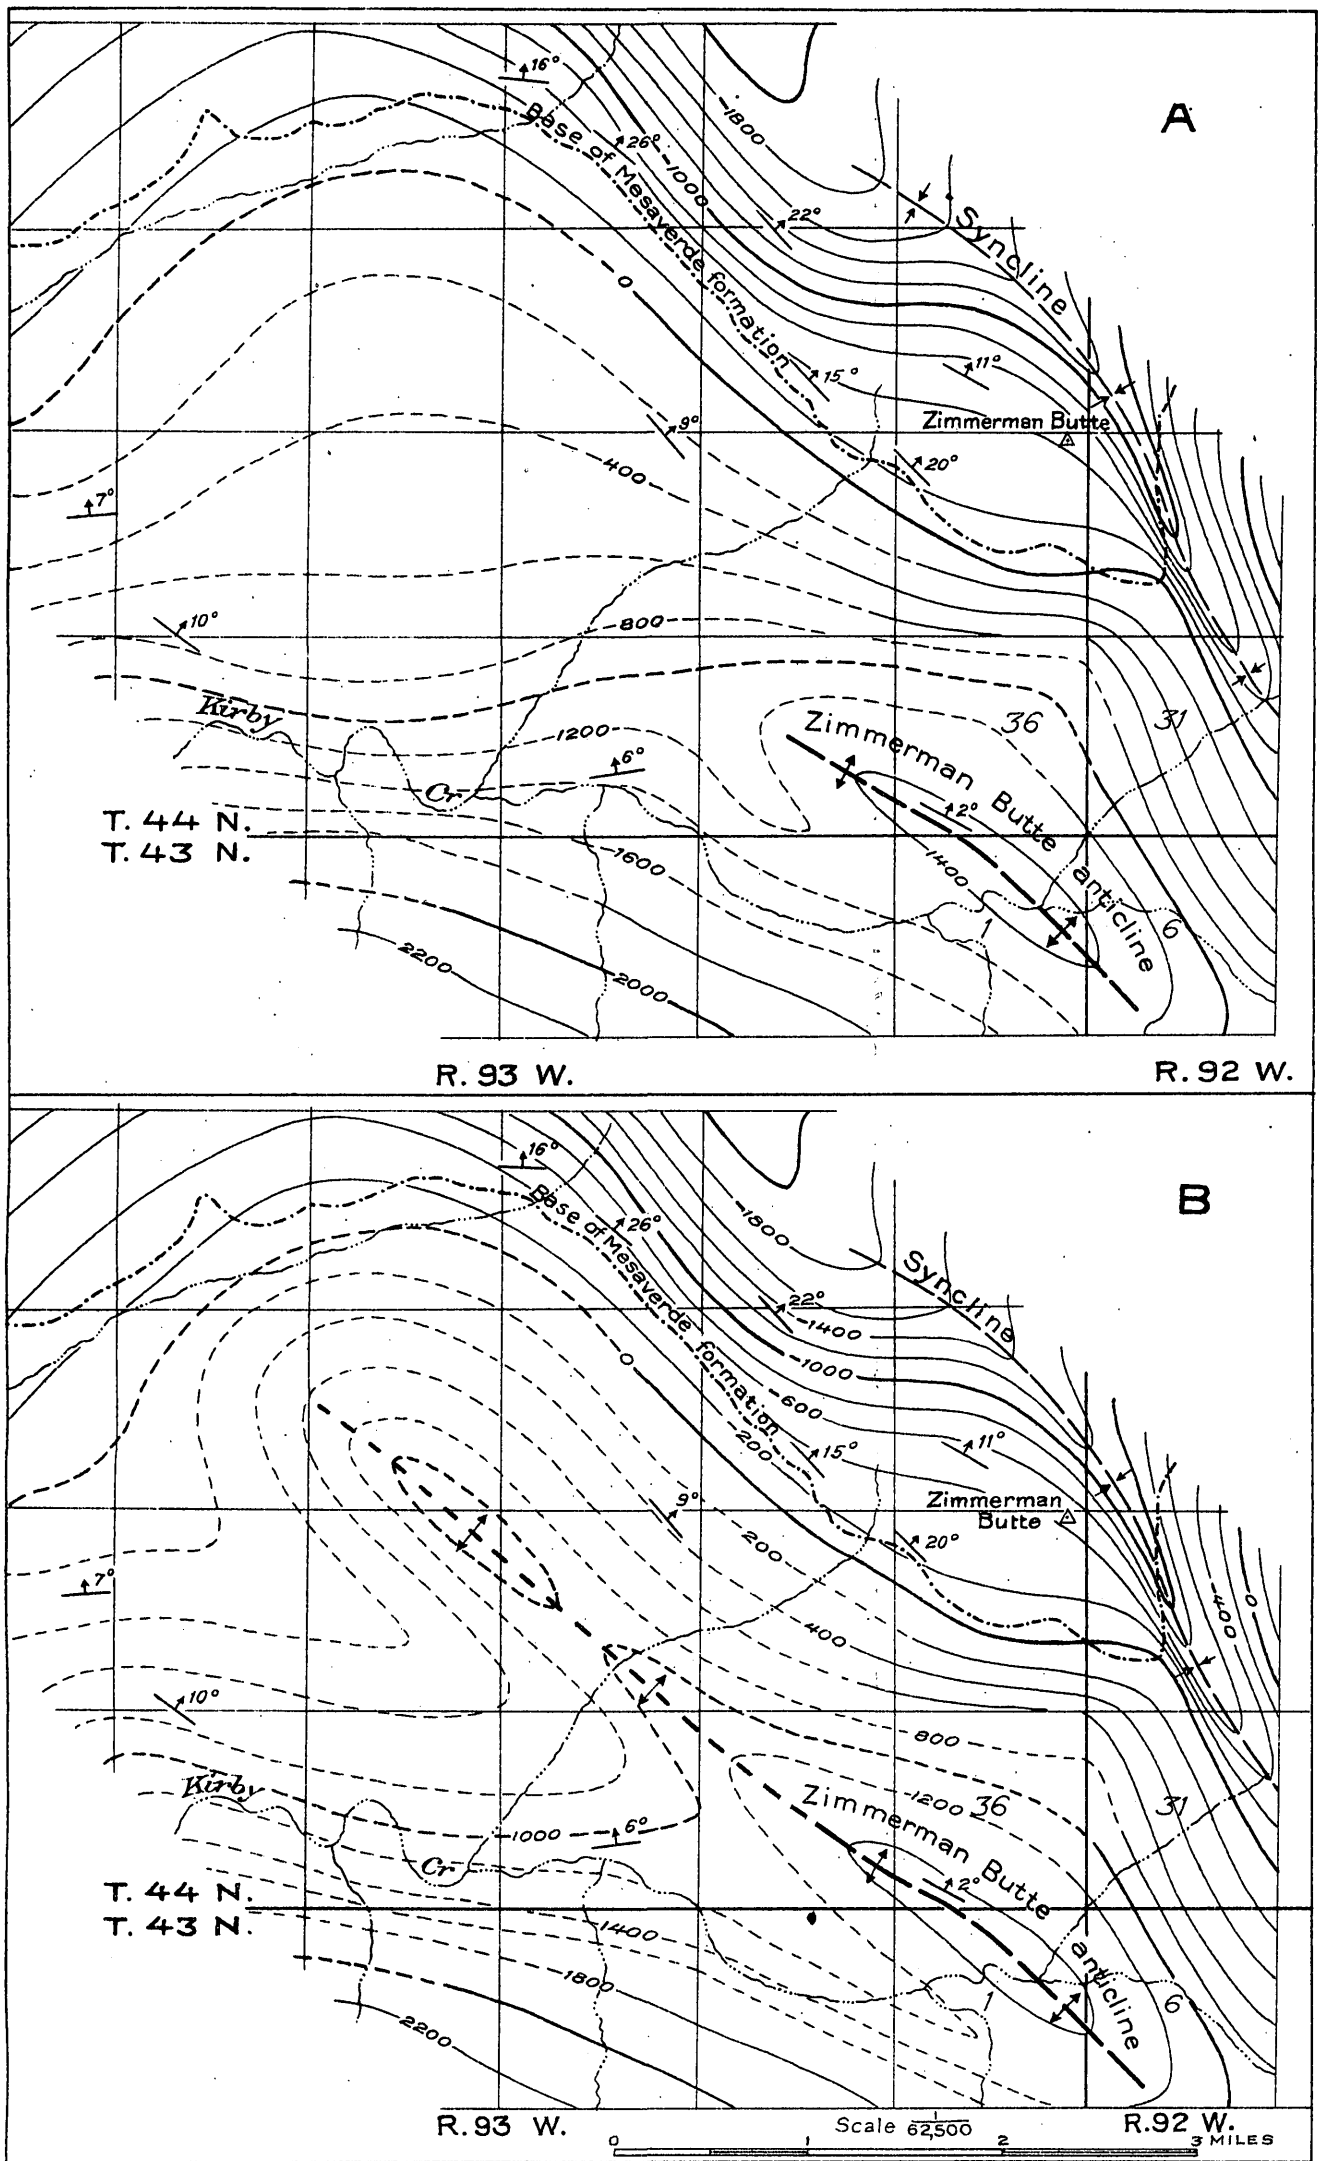 A
16°
1800
Base of Mesaverde formation
26°
-1000
22°
Syncline
0
15°
11°
Zimmerman Butte
9°
400
20°
7°
10°
800
Kirby
36
31
Zimmerman Butte anticline
1200
6°
Cr
2°
T. 44 N.
T. 43 N.
1600
1400
1
6
2200
2000
R. 93 W.
R. 92 W.
B
16°
Base of Mesaverde formation
26°
-1800
Syncline
22°
-1400
0
-1000
-600
200
15°
11°
Zimmerman
Butte
9°
200
20°
7°
-400
0
400
10°
800
Kirby
1200
36
31
Zimmerman Butte anticline
1000
6°
Cr
2°
T. 44 N.
T. 43 N.
1400
1800
1
6
2200
R. 93 W.
Scale 1/62,500
R. 92 W.
0 1 2 3 MILES